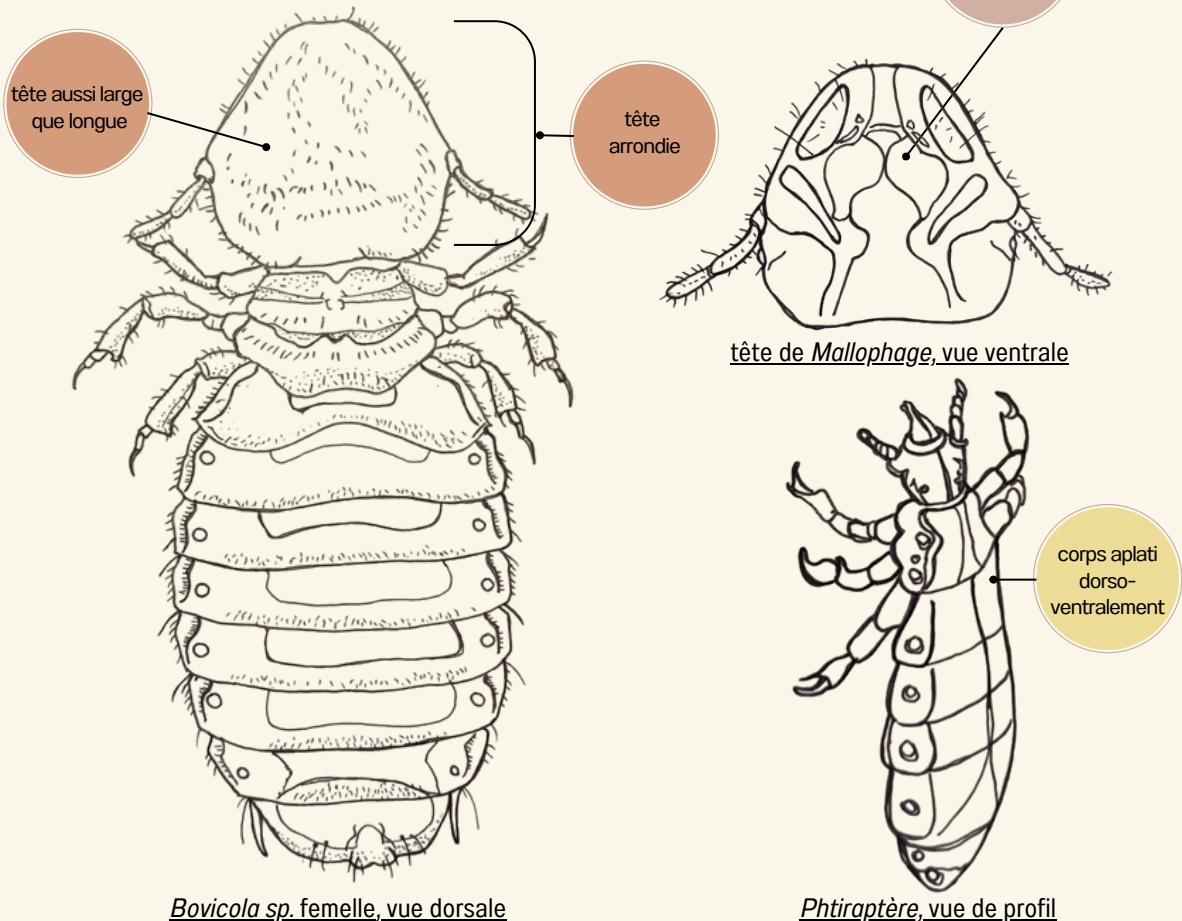 tête aussi large
que longue
tête
arrondie
tête de Mallophage, vue ventrale
corps aplati
dorso-
ventralement
Bovicola sp. femelle, vue dorsale
Phtiraptère, vue de profil